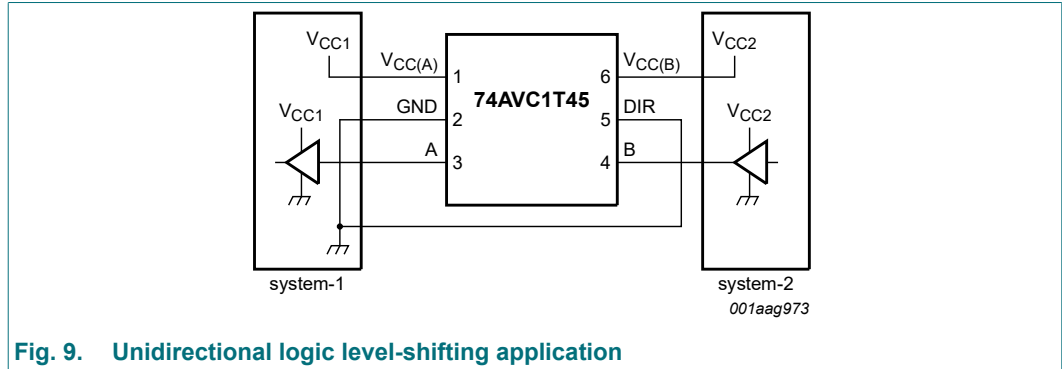 VCC1
VCC(A)
1
74AVC1T45
VCC(B)
6
VCC2
GND
2
DIR
5
VCC1
A
3
B
4
VCC2
system-1
system-2
001aag973
Fig. 9. Unidirectional logic level-shifting application